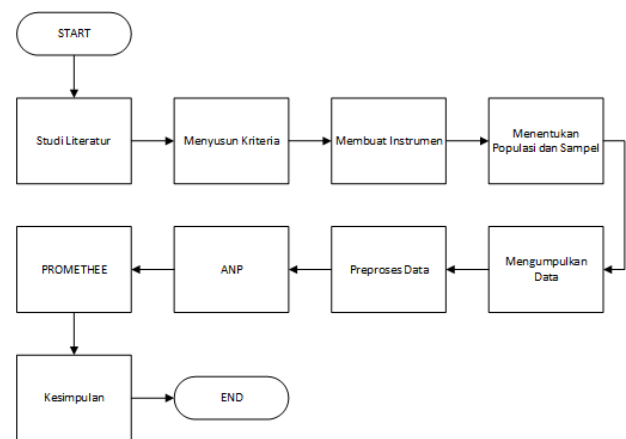 START
Studi Literatur
Menyusun Kriteria
Membuat Instrumen
Menentukan
Populasi dan Sampel
Mengumpulkan
Data
Preproses Data
ANP
PROMETHEE
Kesimpulan
END